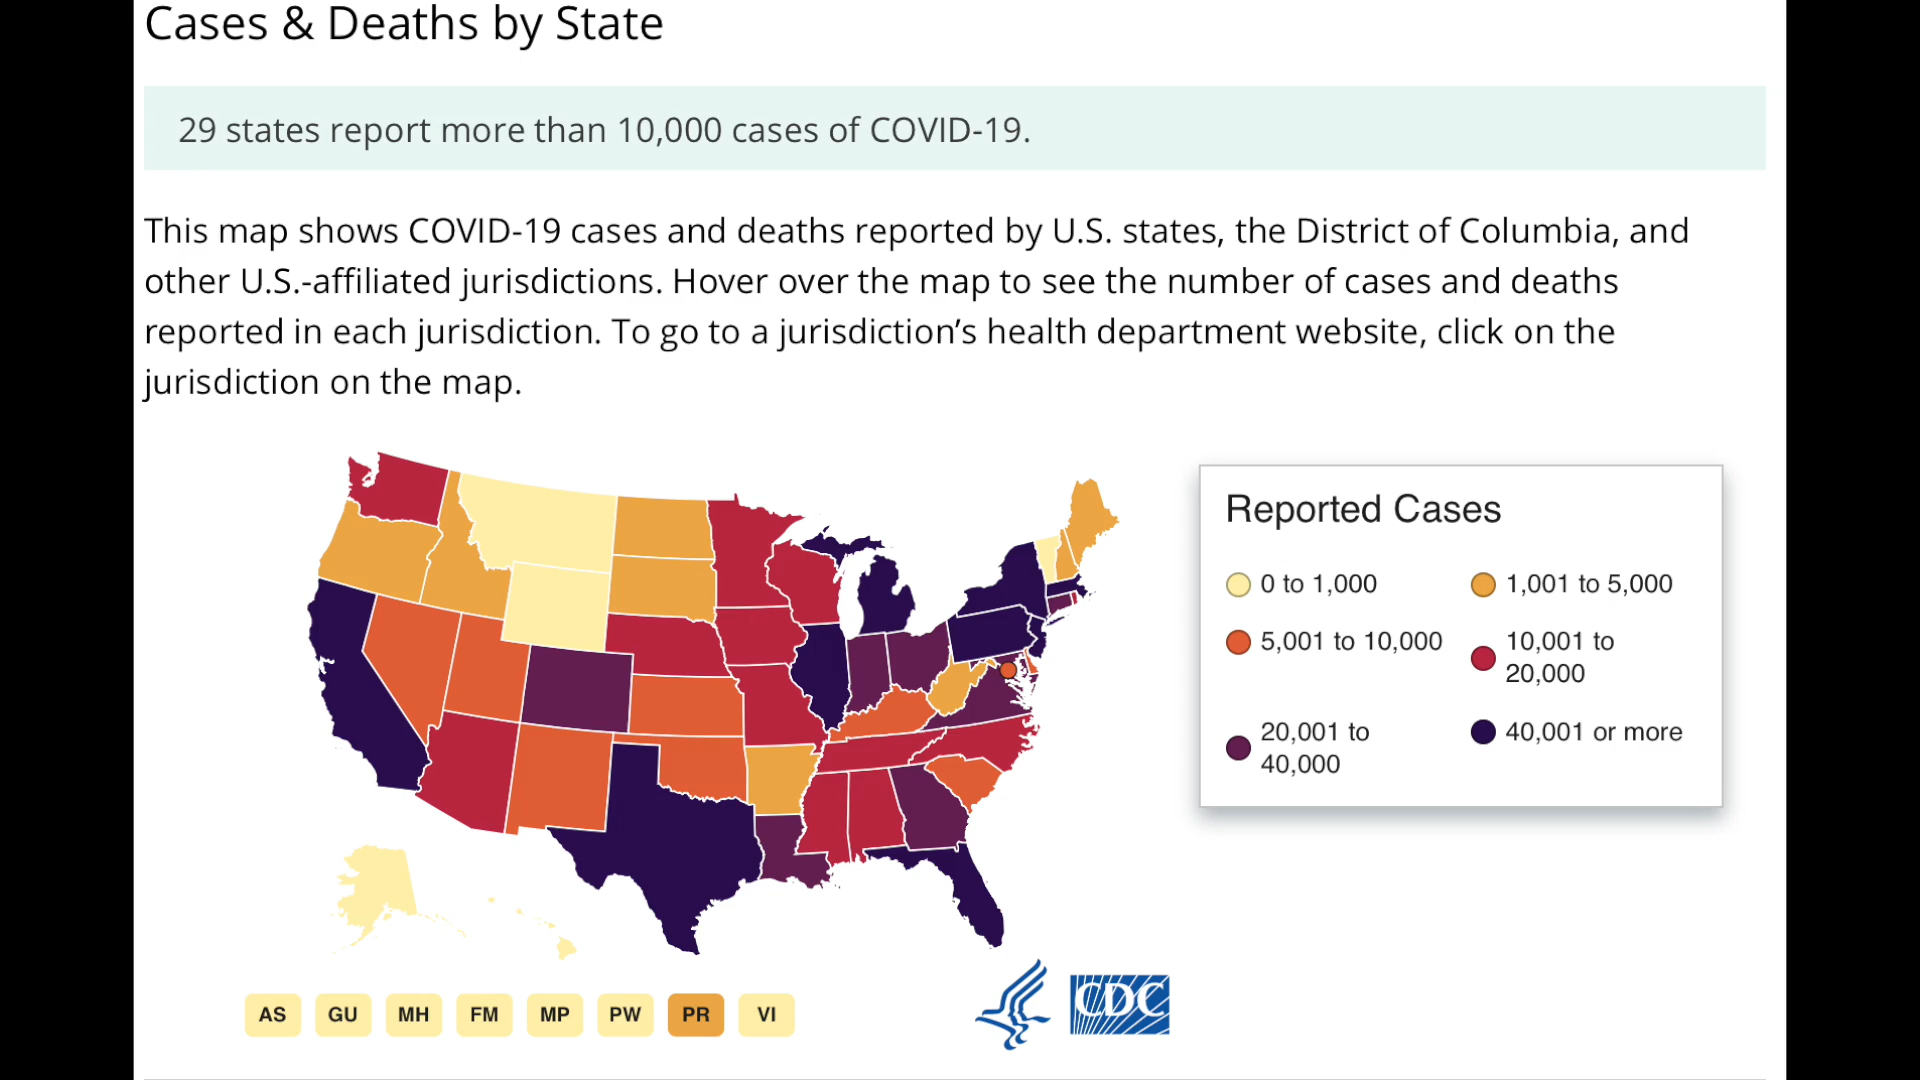 Cases & Deaths by State
29 states report more than 10,000 cases of COVID-19.
This map shows COVID-19 cases and deaths reported by U.S. states, the District of Columbia, and
other U.S.-affiliated jurisdictions. Hover over the map to see the number of cases and deaths
reported in each jurisdiction. To go to a jurisdiction’s health department website, click on the
jurisdiction on the map.
Reported Cases
0 to 1,000
1,001 to 5,000
5,001 to 10,000
10,001 to
20,000
20,001 to
40,000
40,001 or more
AS GU MH FM MP PW PR VI
CDC